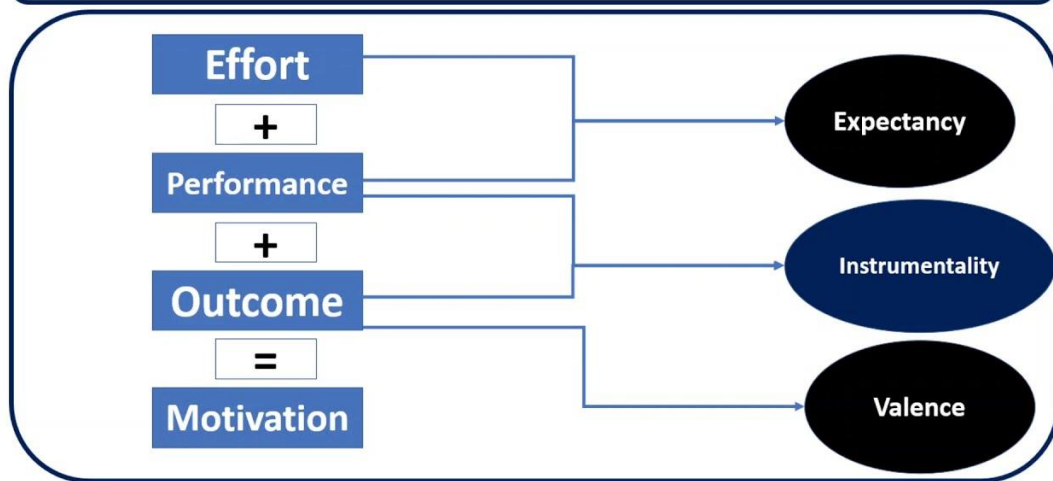 Effort
+
Performance
+
Outcome
=
Motivation
Expectancy
Instrumentality
Valence